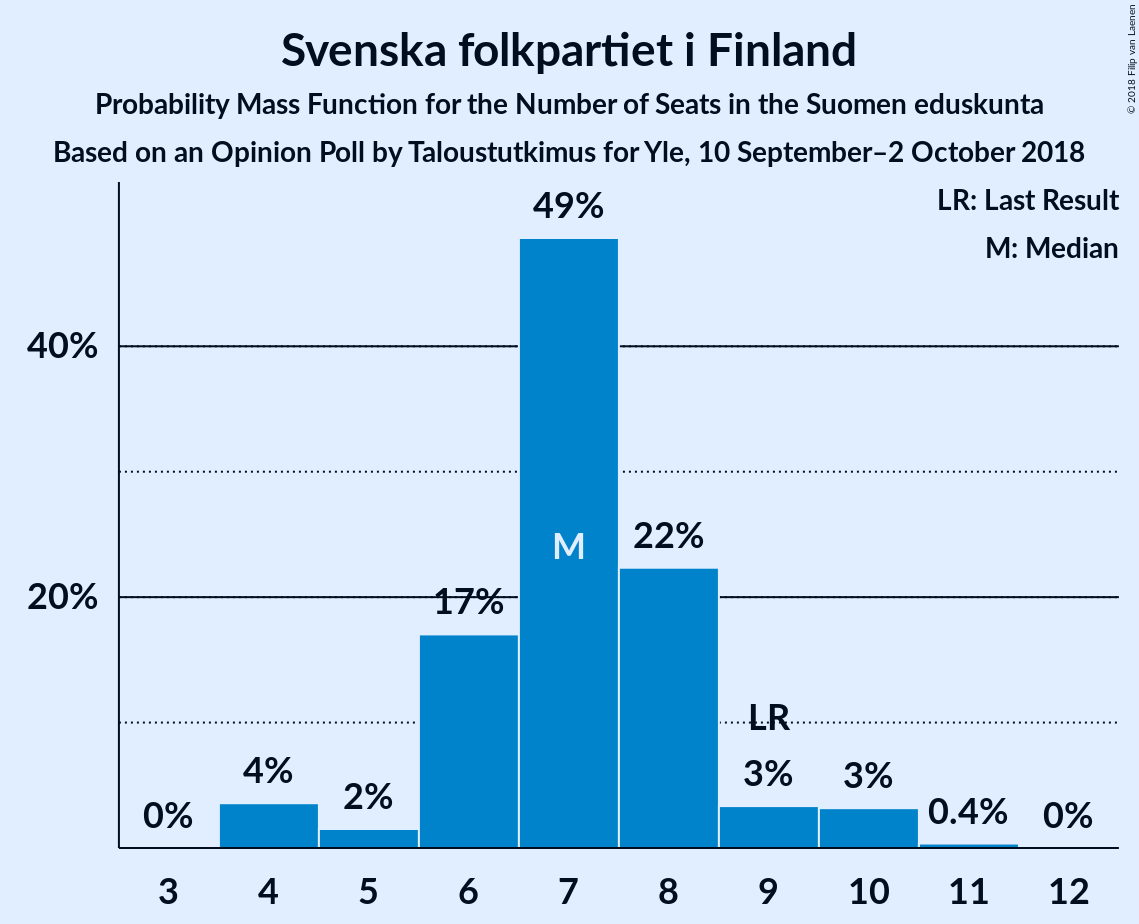 Svenska folkpartiet i Finland
Probability Mass Function for the Number of Seats in the Suomen eduskunta
Based on an Opinion Poll by Taloustutkimus for Yle, 10 September–2 October 2018
© 2018 Filip van Laenen
LR: Last Result
M: Median
40%
20%
0%
4%
2%
17%
49%
M
22%
LR
3%
3%
0.4%
0%
3 4 5 6 7 8 9 10 11 12